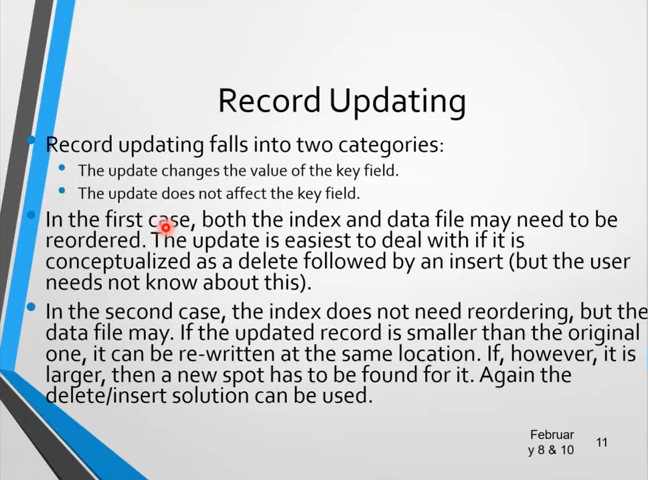 Record Updating
Record updating falls into two categories:
The update changes the value of the key field.
The update does not affect the key field.
In the first case, both the index and data file may need to be
reordered. The update is easiest to deal with if it is
conceptualized as a delete followed by an insert (but the user
needs not know about this).
In the second case, the index does not need reordering, but the
data file may. If the updated record is smaller than the original
one, it can be re-written at the same location. If, however, it is
larger, then a new spot has to be found for it. Again the
delete/insert solution can be used.
Februar
y 8 & 10
11